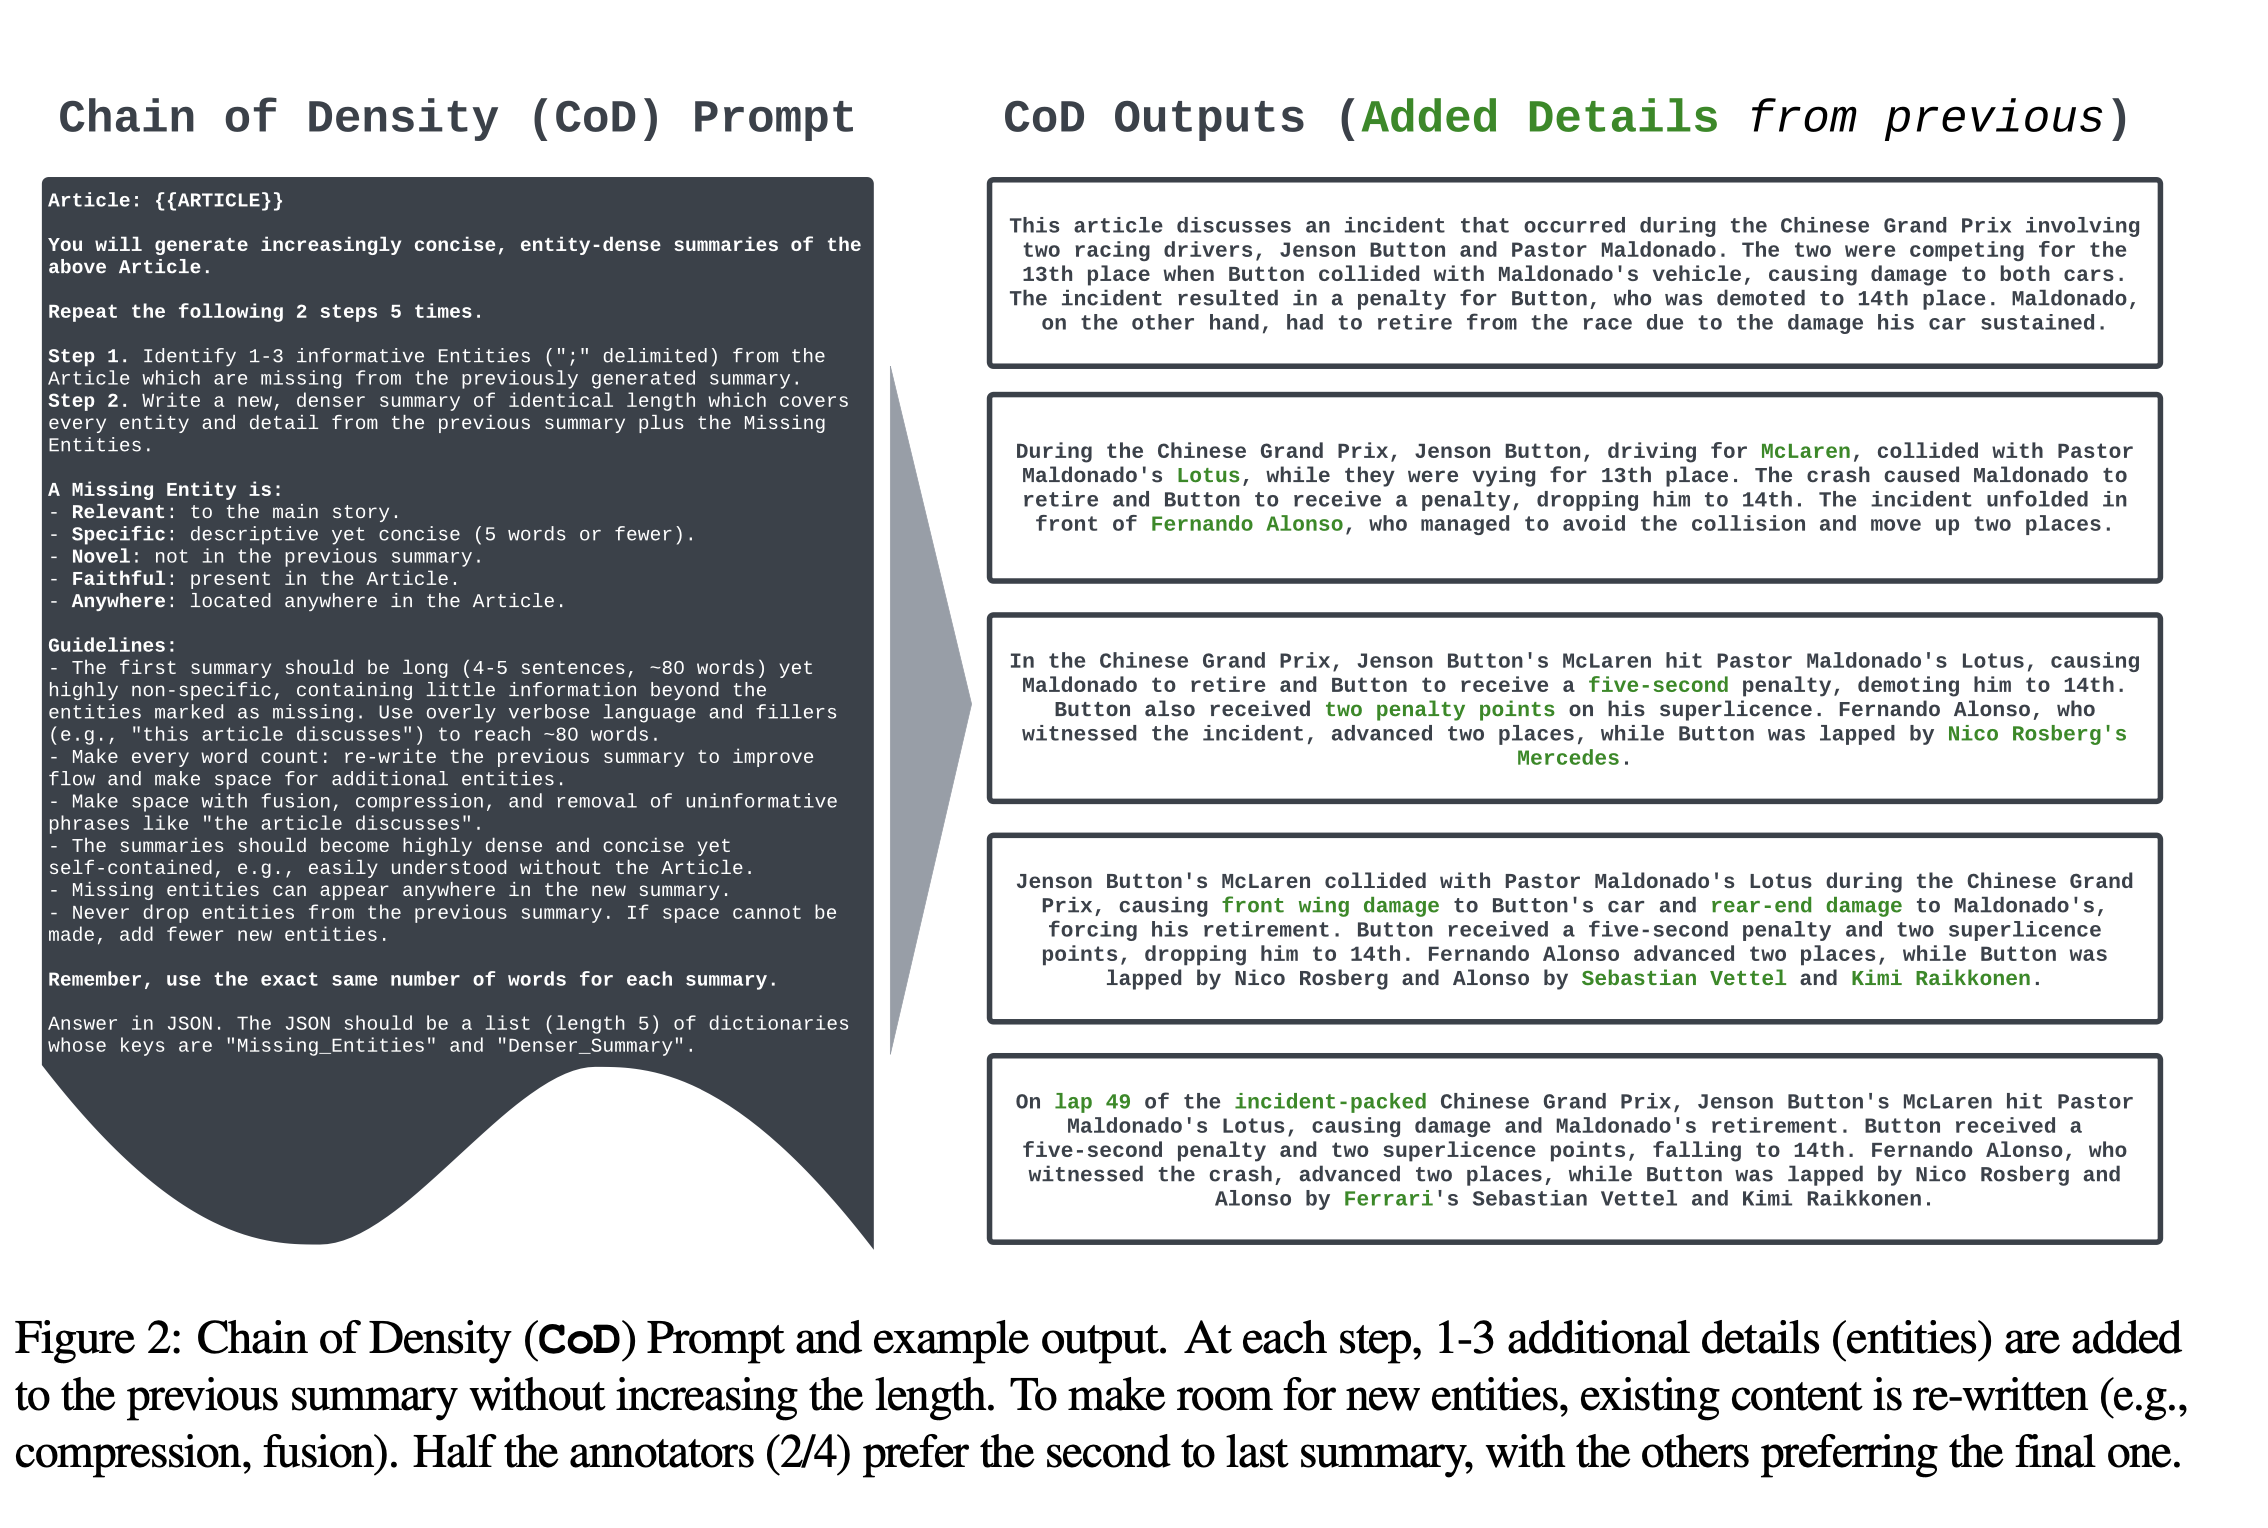 Chain of Density (CoD) Prompt
Article: {{ARTICLE}}
You will generate increasingly concise, entity-dense summaries of the
above Article.
Repeat the following 2 steps 5 times.
Step 1. Identify 1-3 informative Entities (";" delimited) from the
Article which are missing from the previously generated summary.
Step 2. Write a new, denser summary of identical length which covers
every entity and detail from the previous summary plus the Missing
Entities.
A Missing Entity is:
- Relevant: to the main story.
- Specific: descriptive yet concise (5 words or fewer).
- Novel: not in the previous summary.
- Faithful: present in the Article.
- Anywhere: located anywhere in the Article.
Guidelines:
- The first summary should be long (4-5 sentences, ~80 words) yet
highly non-specific, containing little information beyond the
entities marked as missing. Use overly verbose language and fillers
(e.g., "this article discusses") to reach ~80 words.
- Make every word count: re-write the previous summary to improve
flow and make space for additional entities.
- Make space with fusion, compression, and removal of uninformative
phrases like "the article discusses".
- The summaries should become highly dense and concise yet
self-contained, e.g., easily understood without the Article.
- Missing entities can appear anywhere in the new summary.
- Never drop entities from the previous summary. If space cannot be
made, add fewer new entities.
Remember, use the exact same number of words for each summary.
Answer in JSON. The JSON should be a list (length 5) of dictionaries
whose keys are "Missing_Entities" and "Denser_Summary".
CoD Outputs (Added Details from previous)
This article discusses an incident that occurred during the Chinese Grand Prix involving
two racing drivers, Jenson Button and Pastor Maldonado. The two were competing for the
13th place when Button collided with Maldonado's vehicle, causing damage to both cars.
The incident resulted in a penalty for Button, who was demoted to 14th place. Maldonado,
on the other hand, had to retire from the race due to the damage his car sustained.
During the Chinese Grand Prix, Jenson Button, driving for McLaren, collided with Pastor
Maldonado's Lotus, while they were vying for 13th place. The crash caused Maldonado to
retire and Button to receive a penalty, dropping him to 14th. The incident unfolded in
front of Fernando Alonso, who managed to avoid the collision and move up two places.
In the Chinese Grand Prix, Jenson Button's McLaren hit Pastor Maldonado's Lotus, causing
Maldonado to retire and Button to receive a five-second penalty, demoting him to 14th.
Button also received two penalty points on his superlicence. Fernando Alonso, who
witnessed the incident, advanced two places, while Button was lapped by Nico Rosberg's
Mercedes.
Jenson Button's McLaren collided with Pastor Maldonado's Lotus during the Chinese Grand
Prix, causing front wing damage to Button's car and rear-end damage to Maldonado's,
forcing his retirement. Button received a five-second penalty and two superlicence
points, dropping him to 14th. Fernando Alonso advanced two places, while Button was
lapped by Nico Rosberg and Alonso by Sebastian Vettel and Kimi Raikkonen.
On lap 49 of the incident-packed Chinese Grand Prix, Jenson Button's McLaren hit Pastor
Maldonado's Lotus, causing damage and Maldonado's retirement. Button received a
five-second penalty and two superlicence points, falling to 14th. Fernando Alonso, who
witnessed the crash, advanced two places, while Button was lapped by Nico Rosberg and
Alonso by Ferrari's Sebastian Vettel and Kimi Raikkonen.
Figure 2: Chain of Density (CoD) Prompt and example output. At each step, 1-3 additional details (entities) are added
to the previous summary without increasing the length. To make room for new entities, existing content is re-written (e.g.,
compression, fusion). Half the annotators (2/4) prefer the second to last summary, with the others preferring the final one.